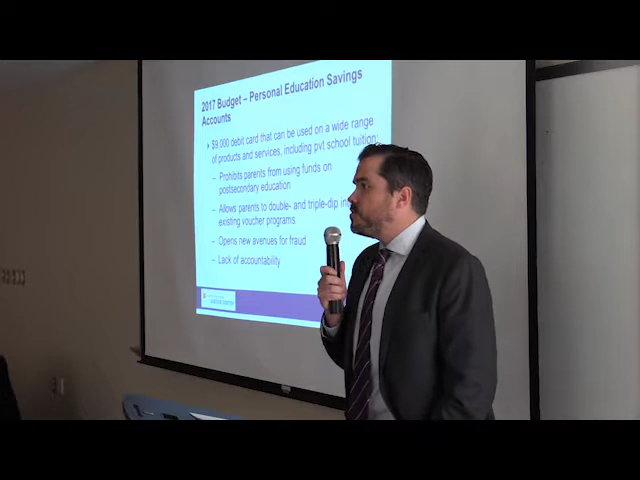 2017 Budget – Personal Education Savings
Accounts
$9,000 debit card that can be used on a wide range
of products and services, including pvt school tuition:
– Prohibits parents from using funds on
postsecondary education
– Allows parents to double- and triple-dip
existing voucher programs
– Opens new avenues for fraud
– Lack of accountability